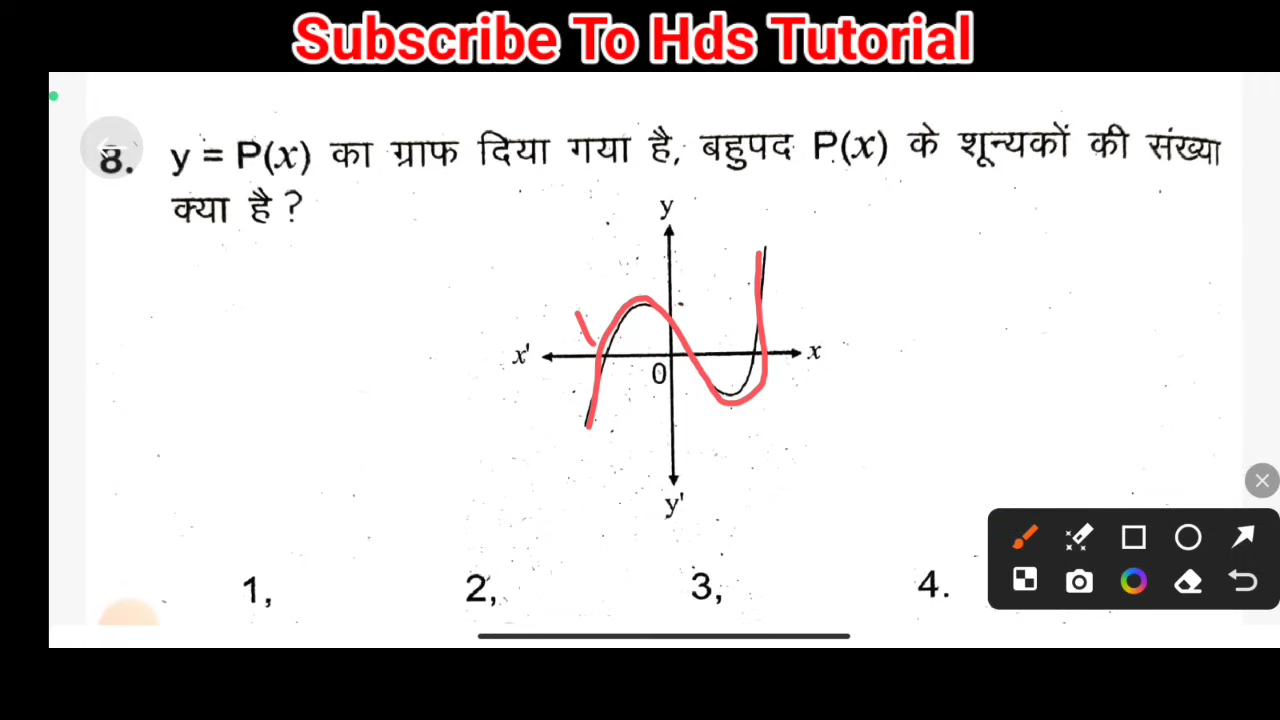 Subscribe To Hds Tutorial
8. y = P(x) का ग्राफ दिया गया है, बहुपद P(x) के शून्यकों की संख्या
क्या है ?
y
x' x
0
y'
1, 2, 3, 4.